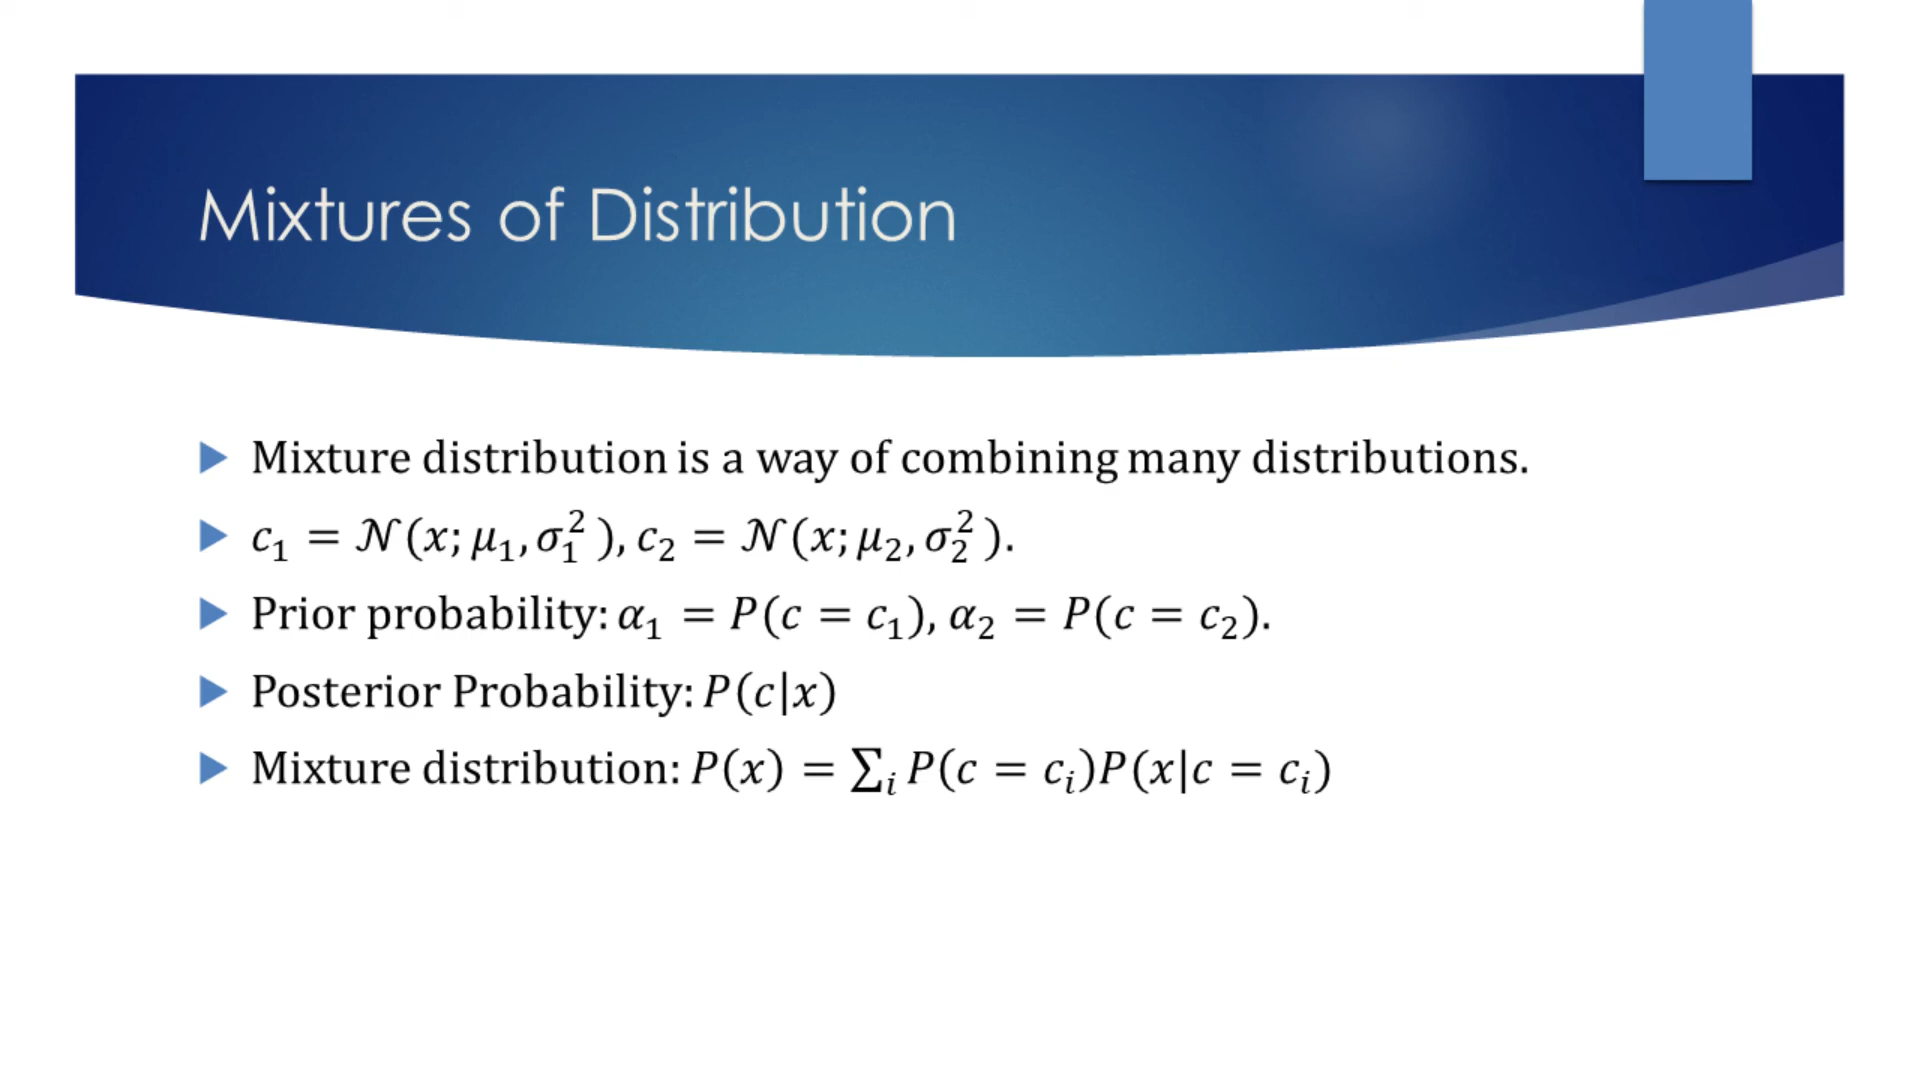 Mixtures of Distribution
Mixture distribution is a way of combining many distributions.
c₁ = 𝒩(x; μ₁, σ₁²), c₂ = 𝒩(x; μ₂, σ₂²).
Prior probability: α₁ = P(c = c₁), α₂ = P(c = c₂).
Posterior Probability: P(c|x)
Mixture distribution: P(x) = ∑ᵢ P(c = cᵢ)P(x|c = cᵢ)